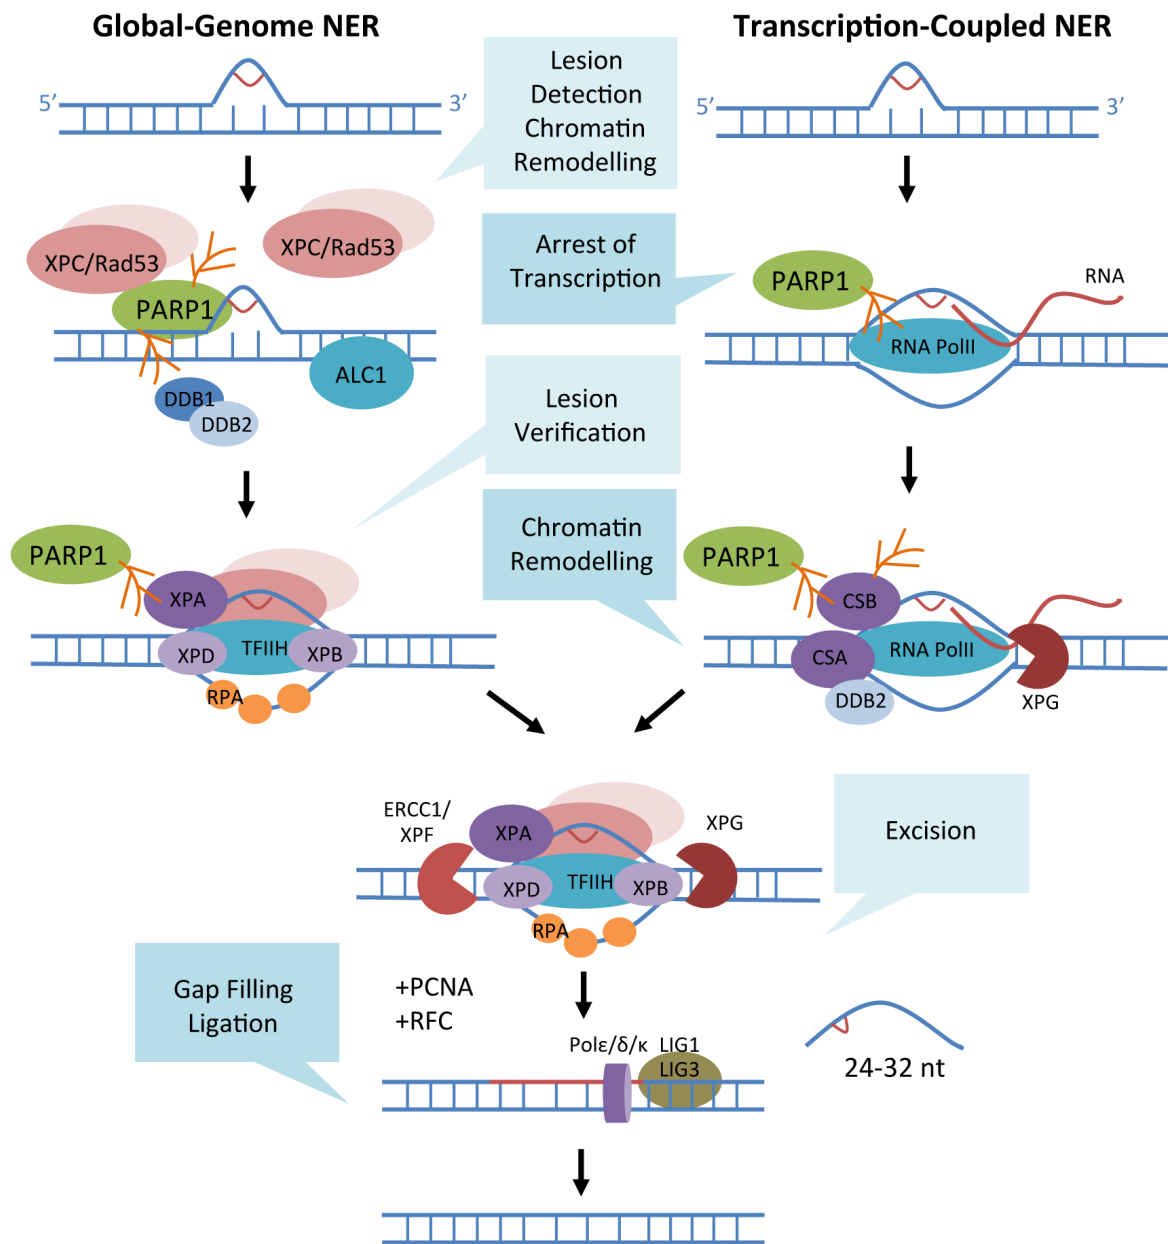 Global-Genome NER
Transcription-Coupled NER
5’
3’
Lesion
Detection
Chromatin
Remodelling
5’
3’
XPC/Rad53
XPC/Rad53
PARP1
ALC1
DDB1
DDB2
Arrest of
Transcription
PARP1
RNA
RNA PolII
Lesion
Verification
Chromatin
Remodelling
PARP1
XPA
XPD
TFIIH
XPB
RPA
PARP1
CSB
CSA
RNA PolII
DDB2
XPG
ERCC1/
XPF
XPA
XPG
XPD
TFIIH
XPB
RPA
Excision
Gap Filling
Ligation
+PCNA
+RFC
Polε/δ/κ
LIG1
LIG3
24-32 nt